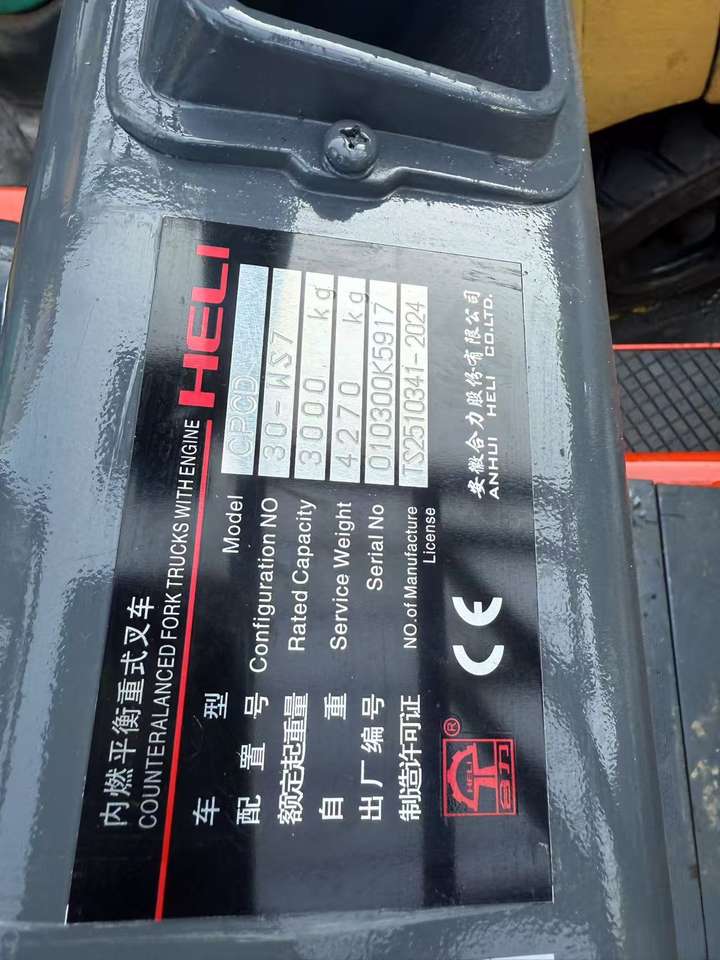 内燃平衡重式叉车
COUNTERALANCED FORK TRUCKS WITH ENGINE HELI
车型 Model CPCD
配置号 Configuration NO 30-WS7
额定起重量 Rated Capacity 3000 kg
自重 Service Weight 4270 kg
出厂编号 Serial No 010300K5917
制造许可证 NO.of Manufacture License TS2510341-2024
HELI
合力 ®
CE
安徽合力股份有限公司
ANHUI HELI CO.LTD.